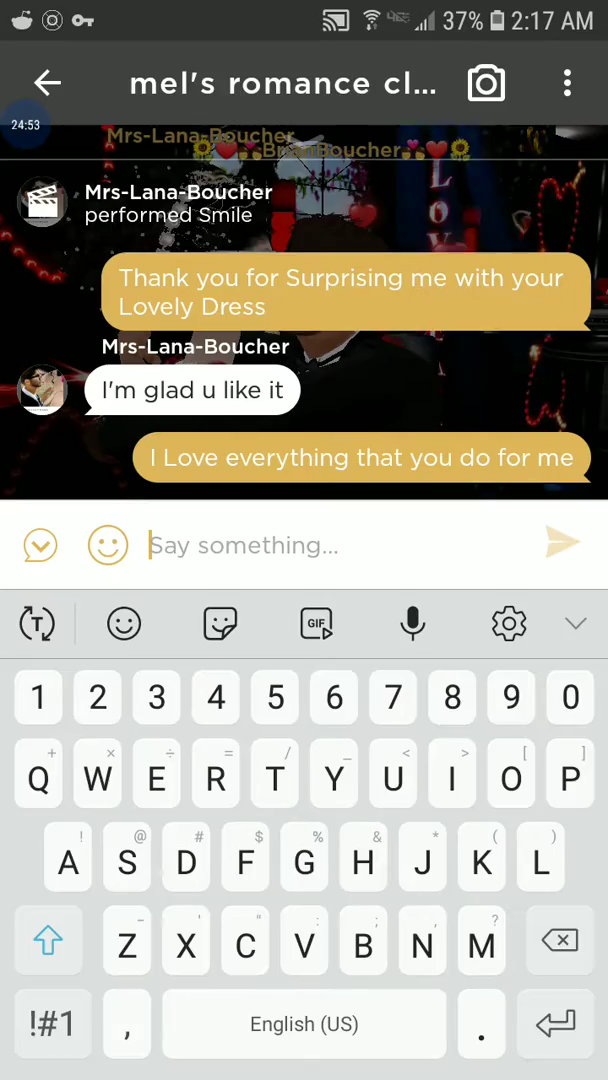 37% 2:17 AM
mel's romance cl...
24:53
Mrs-Lana-Boucher
BrianBoucher
Mrs-Lana-Boucher
performed Smile
Thank you for Surprising me with your
Lovely Dress
Mrs-Lana-Boucher
I'm glad u like it
I Love everything that you do for me
Say something...
T GIF
1 2 3 4 5 6 7 8 9 0
+ × ÷ = / _ < > [ ]
Q W E R T Y U I O P
! @ # $ % & * ( )
A S D F G H J K L
- ' " : ; , ?
Z X C V B N M
!#1 , English (US) .